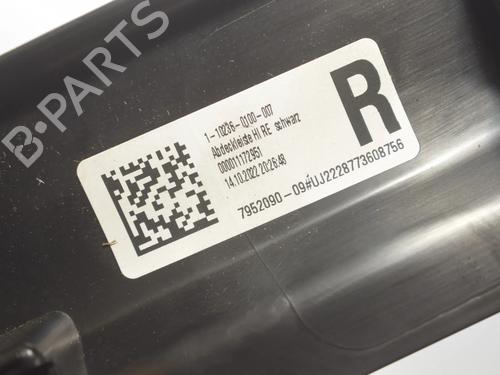 B-PARTS
1-10236-0100-007
Abdeckleiste HI RE schwarz
000011172951
14.10.2022 20:26:48
R
7952090-09#UJ2228773608756